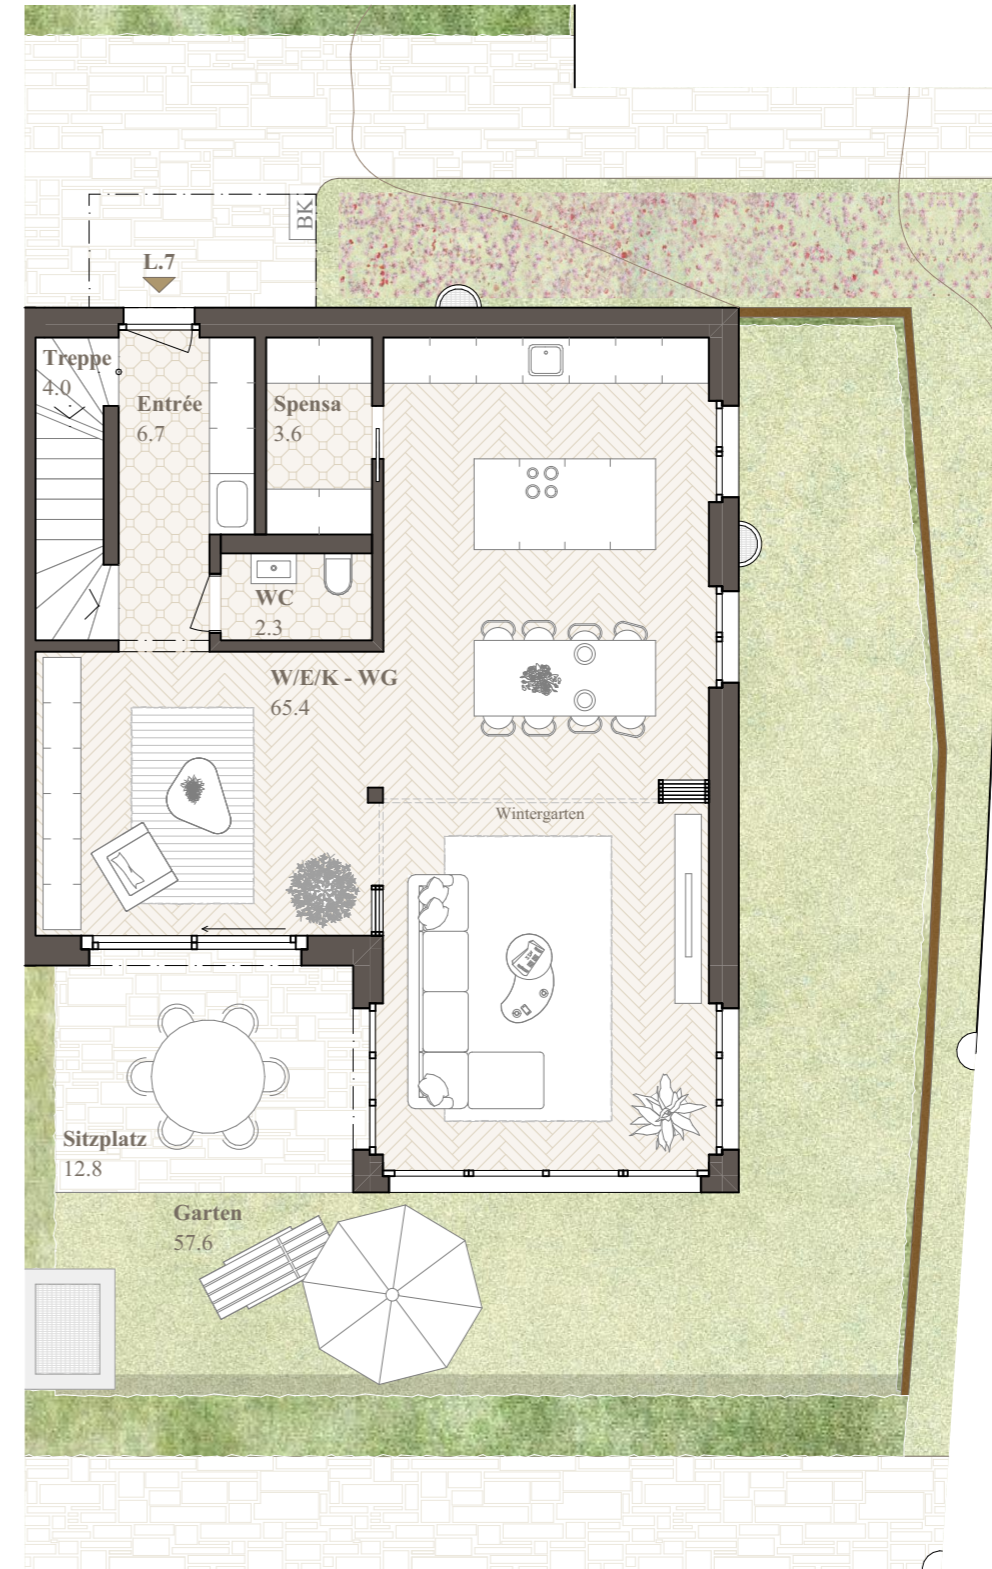 BK
L.7
Treppe
4.0
Entrée
6.7
Spensa
3.6
WC
2.3
W/E/K - WG
65.4
Wintergarten
Sitzplatz
12.8
Garten
57.6